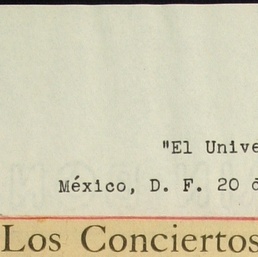 "El Unive
México, D. F. 20 d
Los Conciertos